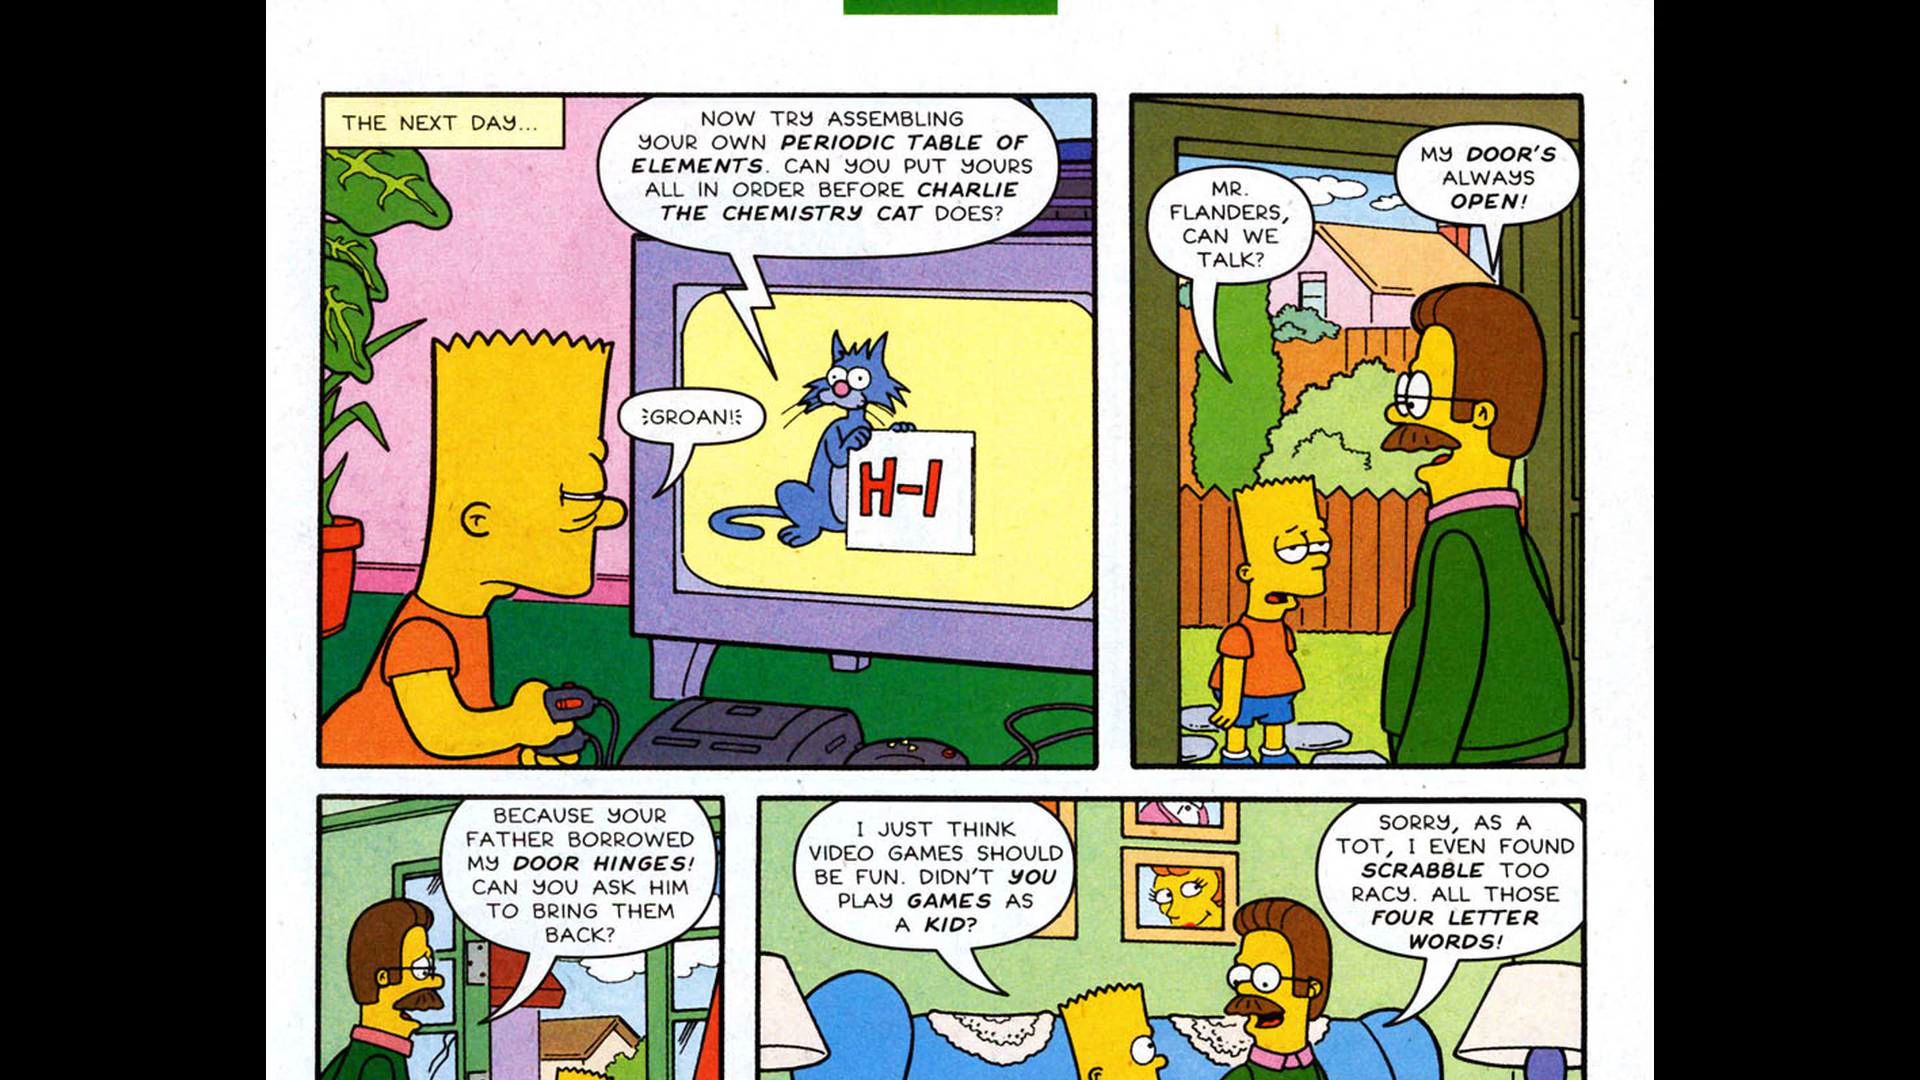 THE NEXT DAY...
NOW TRY ASSEMBLING
YOUR OWN PERIODIC TABLE OF
ELEMENTS. CAN YOU PUT YOURS
ALL IN ORDER BEFORE CHARLIE
THE CHEMISTRY CAT DOES?
GROAN!
H-1
MR.
FLANDERS,
CAN WE
TALK?
MY DOOR'S
ALWAYS
OPEN!
BECAUSE YOUR
FATHER BORROWED
MY DOOR HINGES!
CAN YOU ASK HIM
TO BRING THEM
BACK?
I JUST THINK
VIDEO GAMES SHOULD
BE FUN. DIDN'T YOU
PLAY GAMES AS
A KID?
SORRY, AS A
TOT, I EVEN FOUND
SCRABBLE TOO
RACY. ALL THOSE
FOUR LETTER
WORDS!